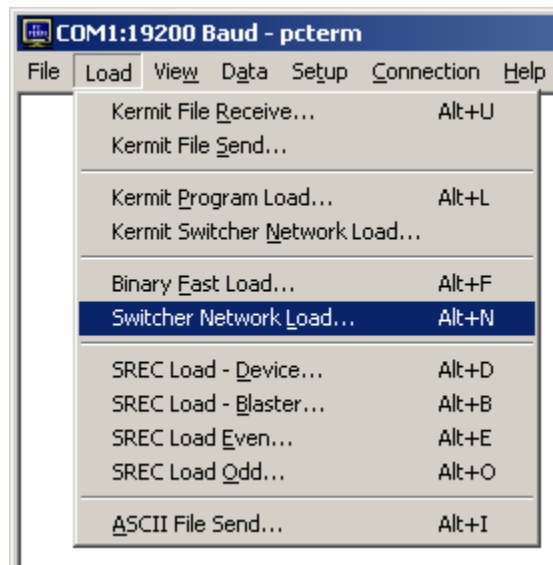 COM1:19200 Baud - pcterm
File Load View Data Setup Connection Help
Kermit File Receive... Alt+U
Kermit File Send...
Kermit Program Load... Alt+L
Kermit Switcher Network Load...
Binary Fast Load... Alt+F
Switcher Network Load... Alt+N
SREC Load - Device... Alt+D
SREC Load - Blaster... Alt+B
SREC Load Even... Alt+E
SREC Load Odd... Alt+O
ASCII File Send... Alt+I